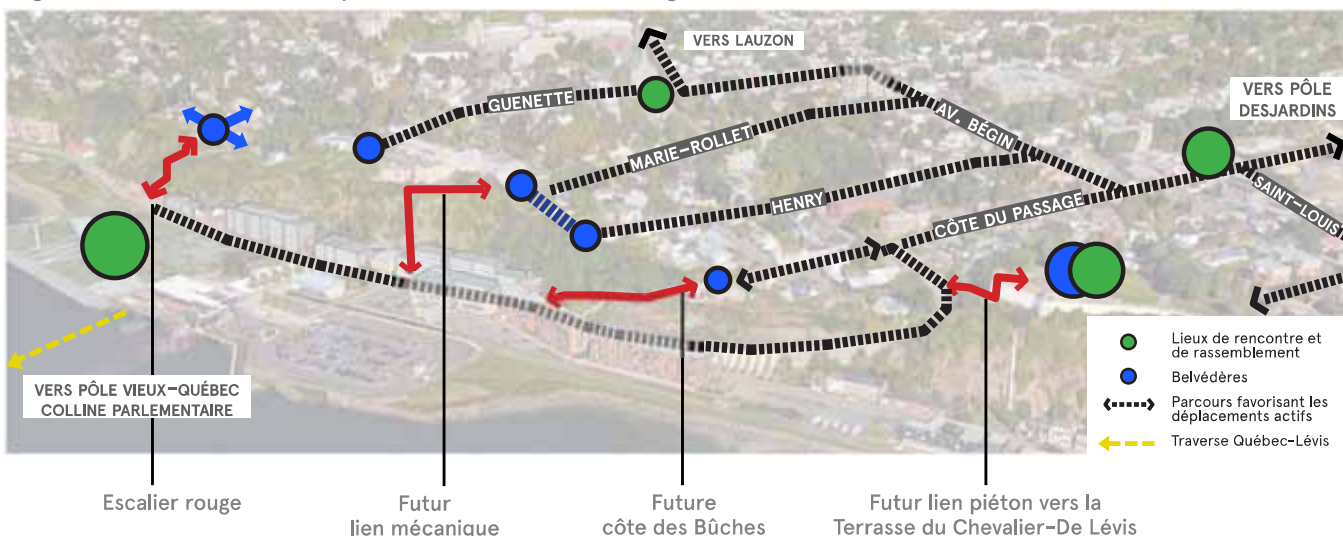 VERS LAUZON
GUENETTE
VERS PÔLE
DESJARDINS
MARIE-ROLLET
AV. BÉGIN
HENRY
CÔTE DU PASSAGE
SAINT-LOUIS
VERS PÔLE VIEUX-QUÉBEC
COLLINE PARLEMENTAIRE
Lieux de rencontre et
de rassemblement
Belvédères
Parcours favorisant les
déplacements actifs
Traverse Québec-Lévis
Escalier rouge
Futur
lien mécanique
Future
côte des Bûches
Futur lien piéton vers la
Terrasse du Chevalier-De Lévis